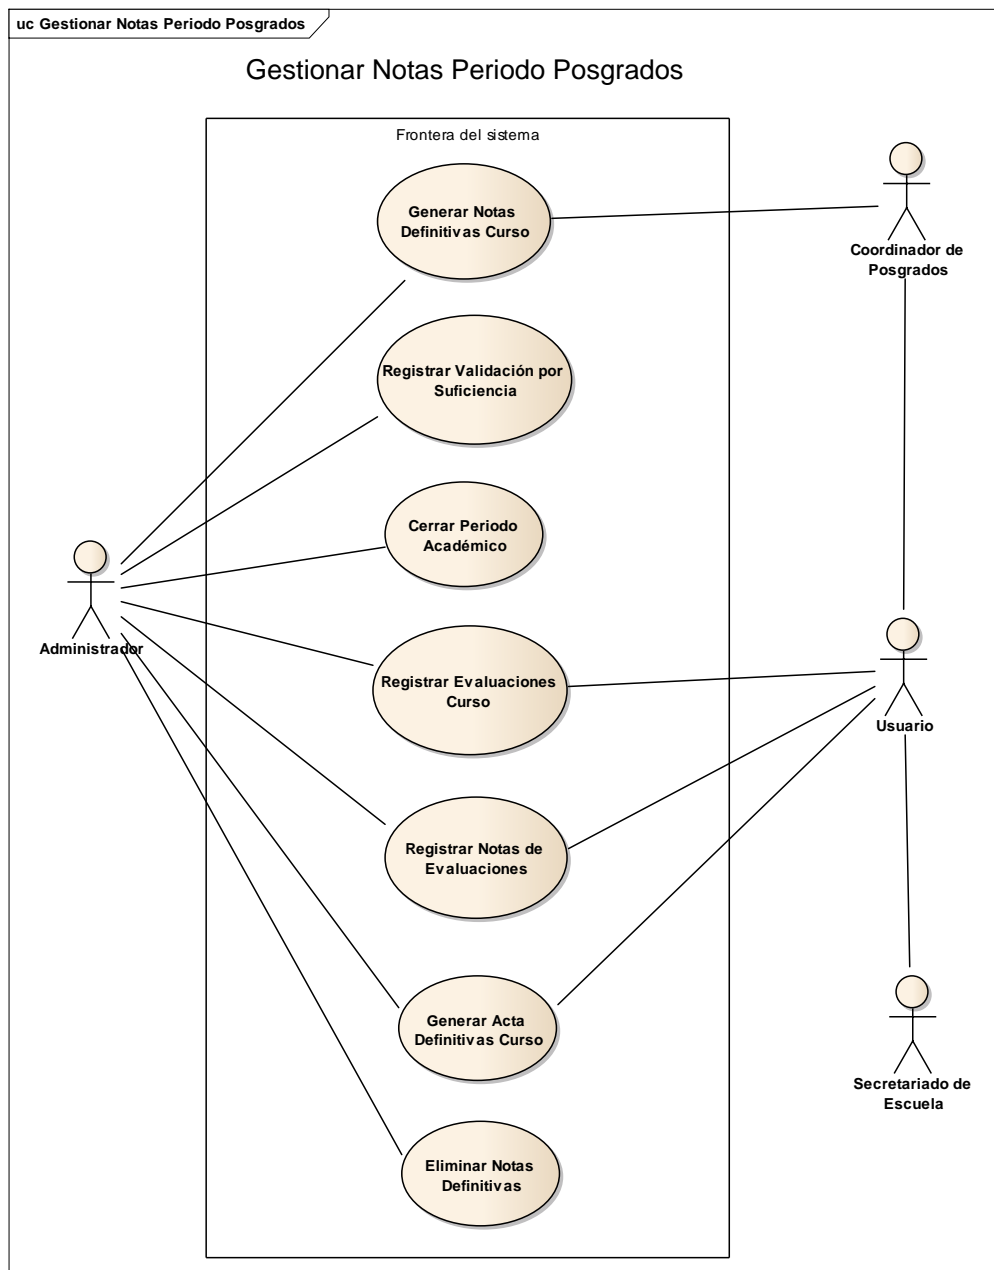 uc Gestionar Notas Periodo Posgrados
Gestionar Notas Periodo Posgrados
Frontera del sistema
Generar Notas
Definitivas Curso
Coordinador de
Posgrados
Registrar Validación por
Suficiencia
Cerrar Periodo
Académico
Administrador
Registrar Evaluaciones
Curso
Usuario
Registrar Notas de
Evaluaciones
Generar Acta
Definitivas Curso
Secretariado de
Escuela
Eliminar Notas
Definitivas